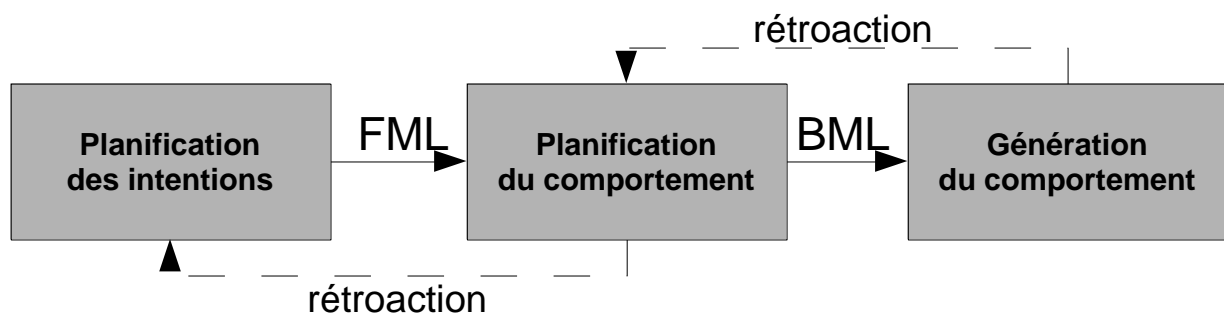 rétroaction
Planification
des intentions
FML
Planification
du comportement
BML
Génération
du comportement
rétroaction